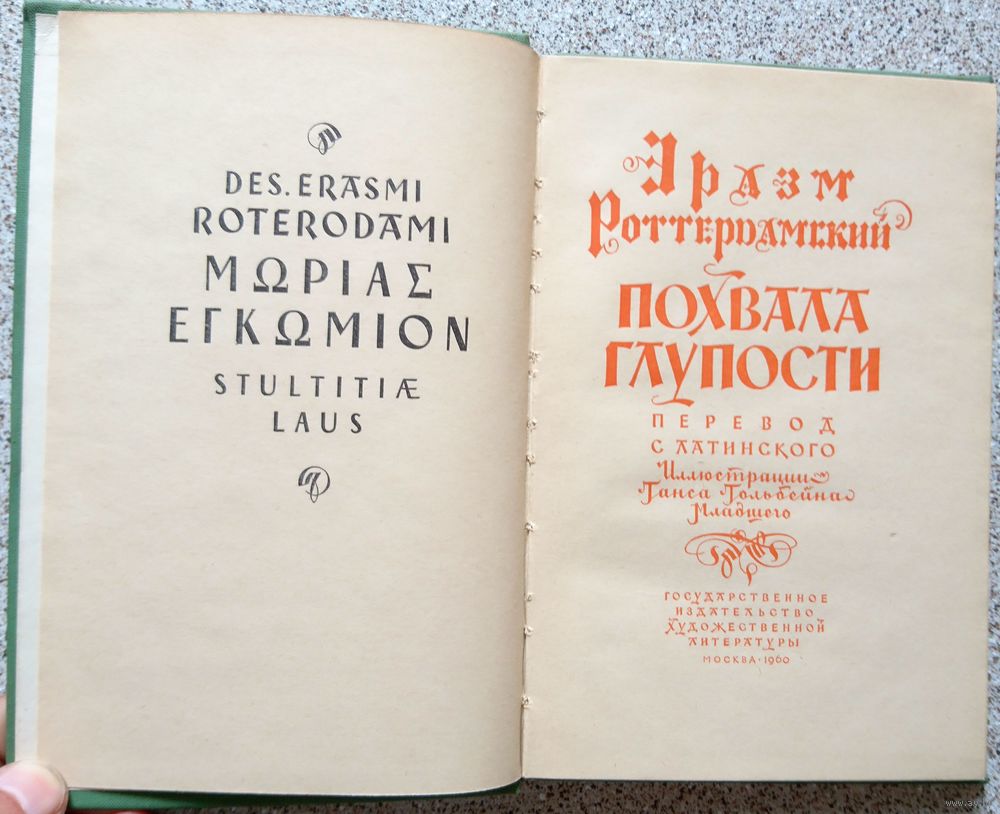 DES. ERASMI
ROTERODAMI
ΜΩΡΙΑΣ
ΕΓΚΩΜΙΟΝ
STULTITIÆ
LAUS
Эразм
Роттердамский
ПОХВАЛА
ГЛУПОСТИ
ПЕРЕВОД
С ЛАТИНСКОГО
Иллюстрации
Ганса Гольбейна
Младшего
ГОСУДАРСТВЕННОЕ
ИЗДАТЕЛЬСТВО
ХУДОЖЕСТВЕННОЙ
ЛИТЕРАТУРЫ
МОСКВА · 1960